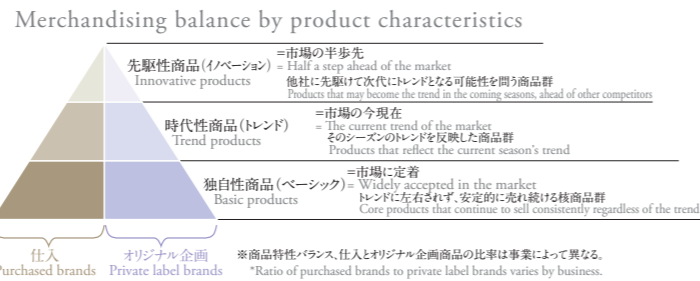 Merchandising balance by product characteristics
=市場の半歩先
先駆性商品（イノベーション） = Half a step ahead of the market
Innovative products
他社に先駆けて次代にトレンドとなる可能性を問う商品群
Products that may become the trend in the coming seasons, ahead of other competitors
=市場の今現在
時代性商品（トレンド）
= The current trend of the market
Trend products
そのシーズンのトレンドを反映した商品群
Products that reflect the current season's trend
=市場に定着
独自性商品（ベーシック）= Widely accepted in the market
Basic products
トレンドに左右されず、安定的に売れ続ける核商品群
Core products that continue to sell consistently regardless of the trend
仕入 オリジナル企画
Purchased brands Private label brands
※商品特性バランス、仕入とオリジナル企画商品の比率は事業によって異なる。
*Ratio of purchased brands to private label brands varies by business.